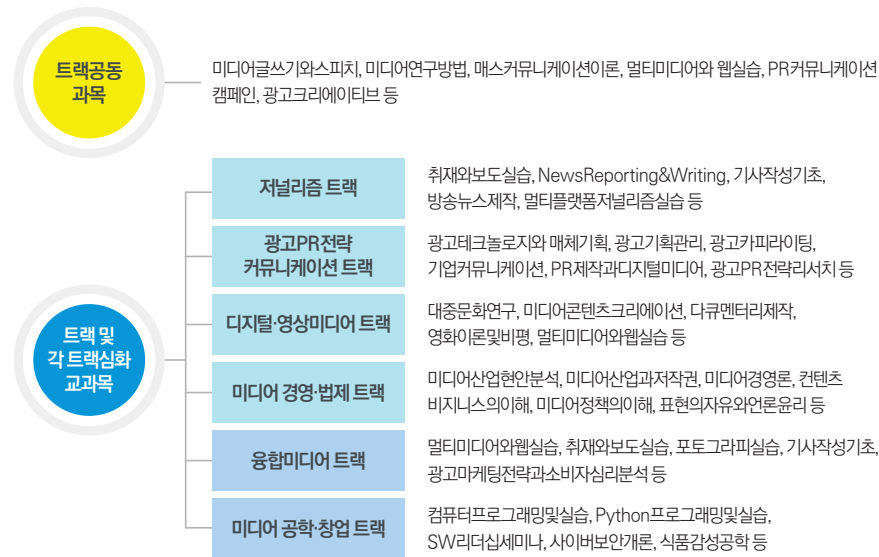 트랙공동
과목
미디어글쓰기와스피치, 미디어연구방법, 매스커뮤니케이션이론, 멀티미디어와 웹실습, PR커뮤니케이션
캠페인, 광고크리에이티브 등
트랙 및
각 트랙심화
교과목
저널리즘 트랙
취재와보도실습, NewsReporting&Writing, 기사작성기초,
방송뉴스제작, 멀티플랫폼저널리즘실습 등
광고PR전략
커뮤니케이션 트랙
광고테크놀로지와 매체기획, 광고기획관리, 광고카피라이팅,
기업커뮤니케이션, PR제작과디지털미디어, 광고PR전략리서치 등
디지털·영상미디어 트랙
대중문화연구, 미디어콘텐츠크리에이션, 다큐멘터리제작,
영화이론및비평, 멀티미디어와웹실습 등
미디어 경영·법제 트랙
미디어산업현안분석, 미디어산업과저작권, 미디어경영론, 컨텐츠
비지니스의이해, 미디어정책의이해, 표현의자유와언론윤리 등
융합미디어 트랙
멀티미디어와웹실습, 취재와보도실습, 포토그라피실습, 기사작성기초,
광고마케팅전략과소비자심리분석 등
미디어 공학·창업 트랙
컴퓨터프로그래밍및실습, Python프로그래밍및실습,
SW리더십세미나, 사이버보안개론, 식품감성공학 등